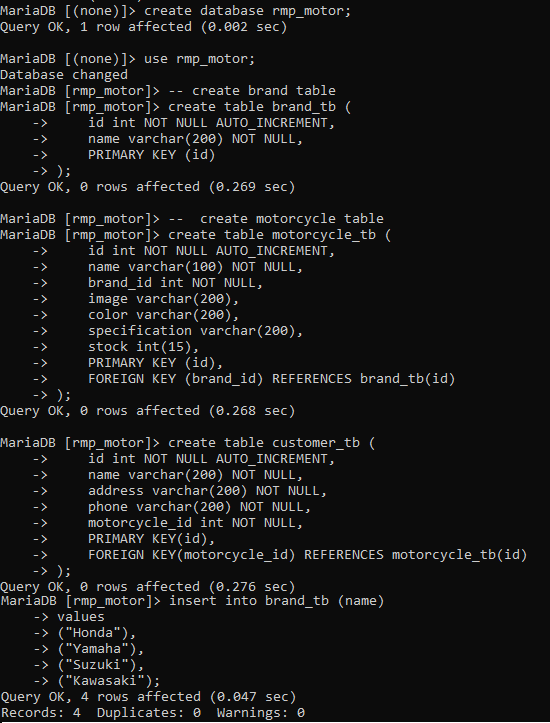 MariaDB [(none)]> create database rmp_motor;
Query OK, 1 row affected (0.002 sec)

MariaDB [(none)]> use rmp_motor;
Database changed
MariaDB [rmp_motor]> -- create brand table
MariaDB [rmp_motor]> create table brand_tb (
    ->     id int NOT NULL AUTO_INCREMENT,
    ->     name varchar(200) NOT NULL,
    ->     PRIMARY KEY (id)
    -> );
Query OK, 0 rows affected (0.269 sec)

MariaDB [rmp_motor]> --  create motorcycle table
MariaDB [rmp_motor]> create table motorcycle_tb (
    ->     id int NOT NULL AUTO_INCREMENT,
    ->     name varchar(100) NOT NULL,
    ->     brand_id int NOT NULL,
    ->     image varchar(200),
    ->     color varchar(200),
    ->     specification varchar(200),
    ->     stock int(15),
    ->     PRIMARY KEY (id),
    ->     FOREIGN KEY (brand_id) REFERENCES brand_tb(id)
    -> );
Query OK, 0 rows affected (0.268 sec)

MariaDB [rmp_motor]> create table customer_tb (
    ->     id int NOT NULL AUTO_INCREMENT,
    ->     name varchar(200) NOT NULL,
    ->     address varchar(200) NOT NULL,
    ->     phone varchar(200) NOT NULL,
    ->     motorcycle_id int NOT NULL,
    ->     PRIMARY KEY(id),
    ->     FOREIGN KEY(motorcycle_id) REFERENCES motorcycle_tb(id)
    -> );
Query OK, 0 rows affected (0.276 sec)
MariaDB [rmp_motor]> insert into brand_tb (name)
    -> values
    -> ("Honda"),
    -> ("Yamaha"),
    -> ("Suzuki"),
    -> ("Kawasaki");
Query OK, 4 rows affected (0.047 sec)
Records: 4  Duplicates: 0  Warnings: 0